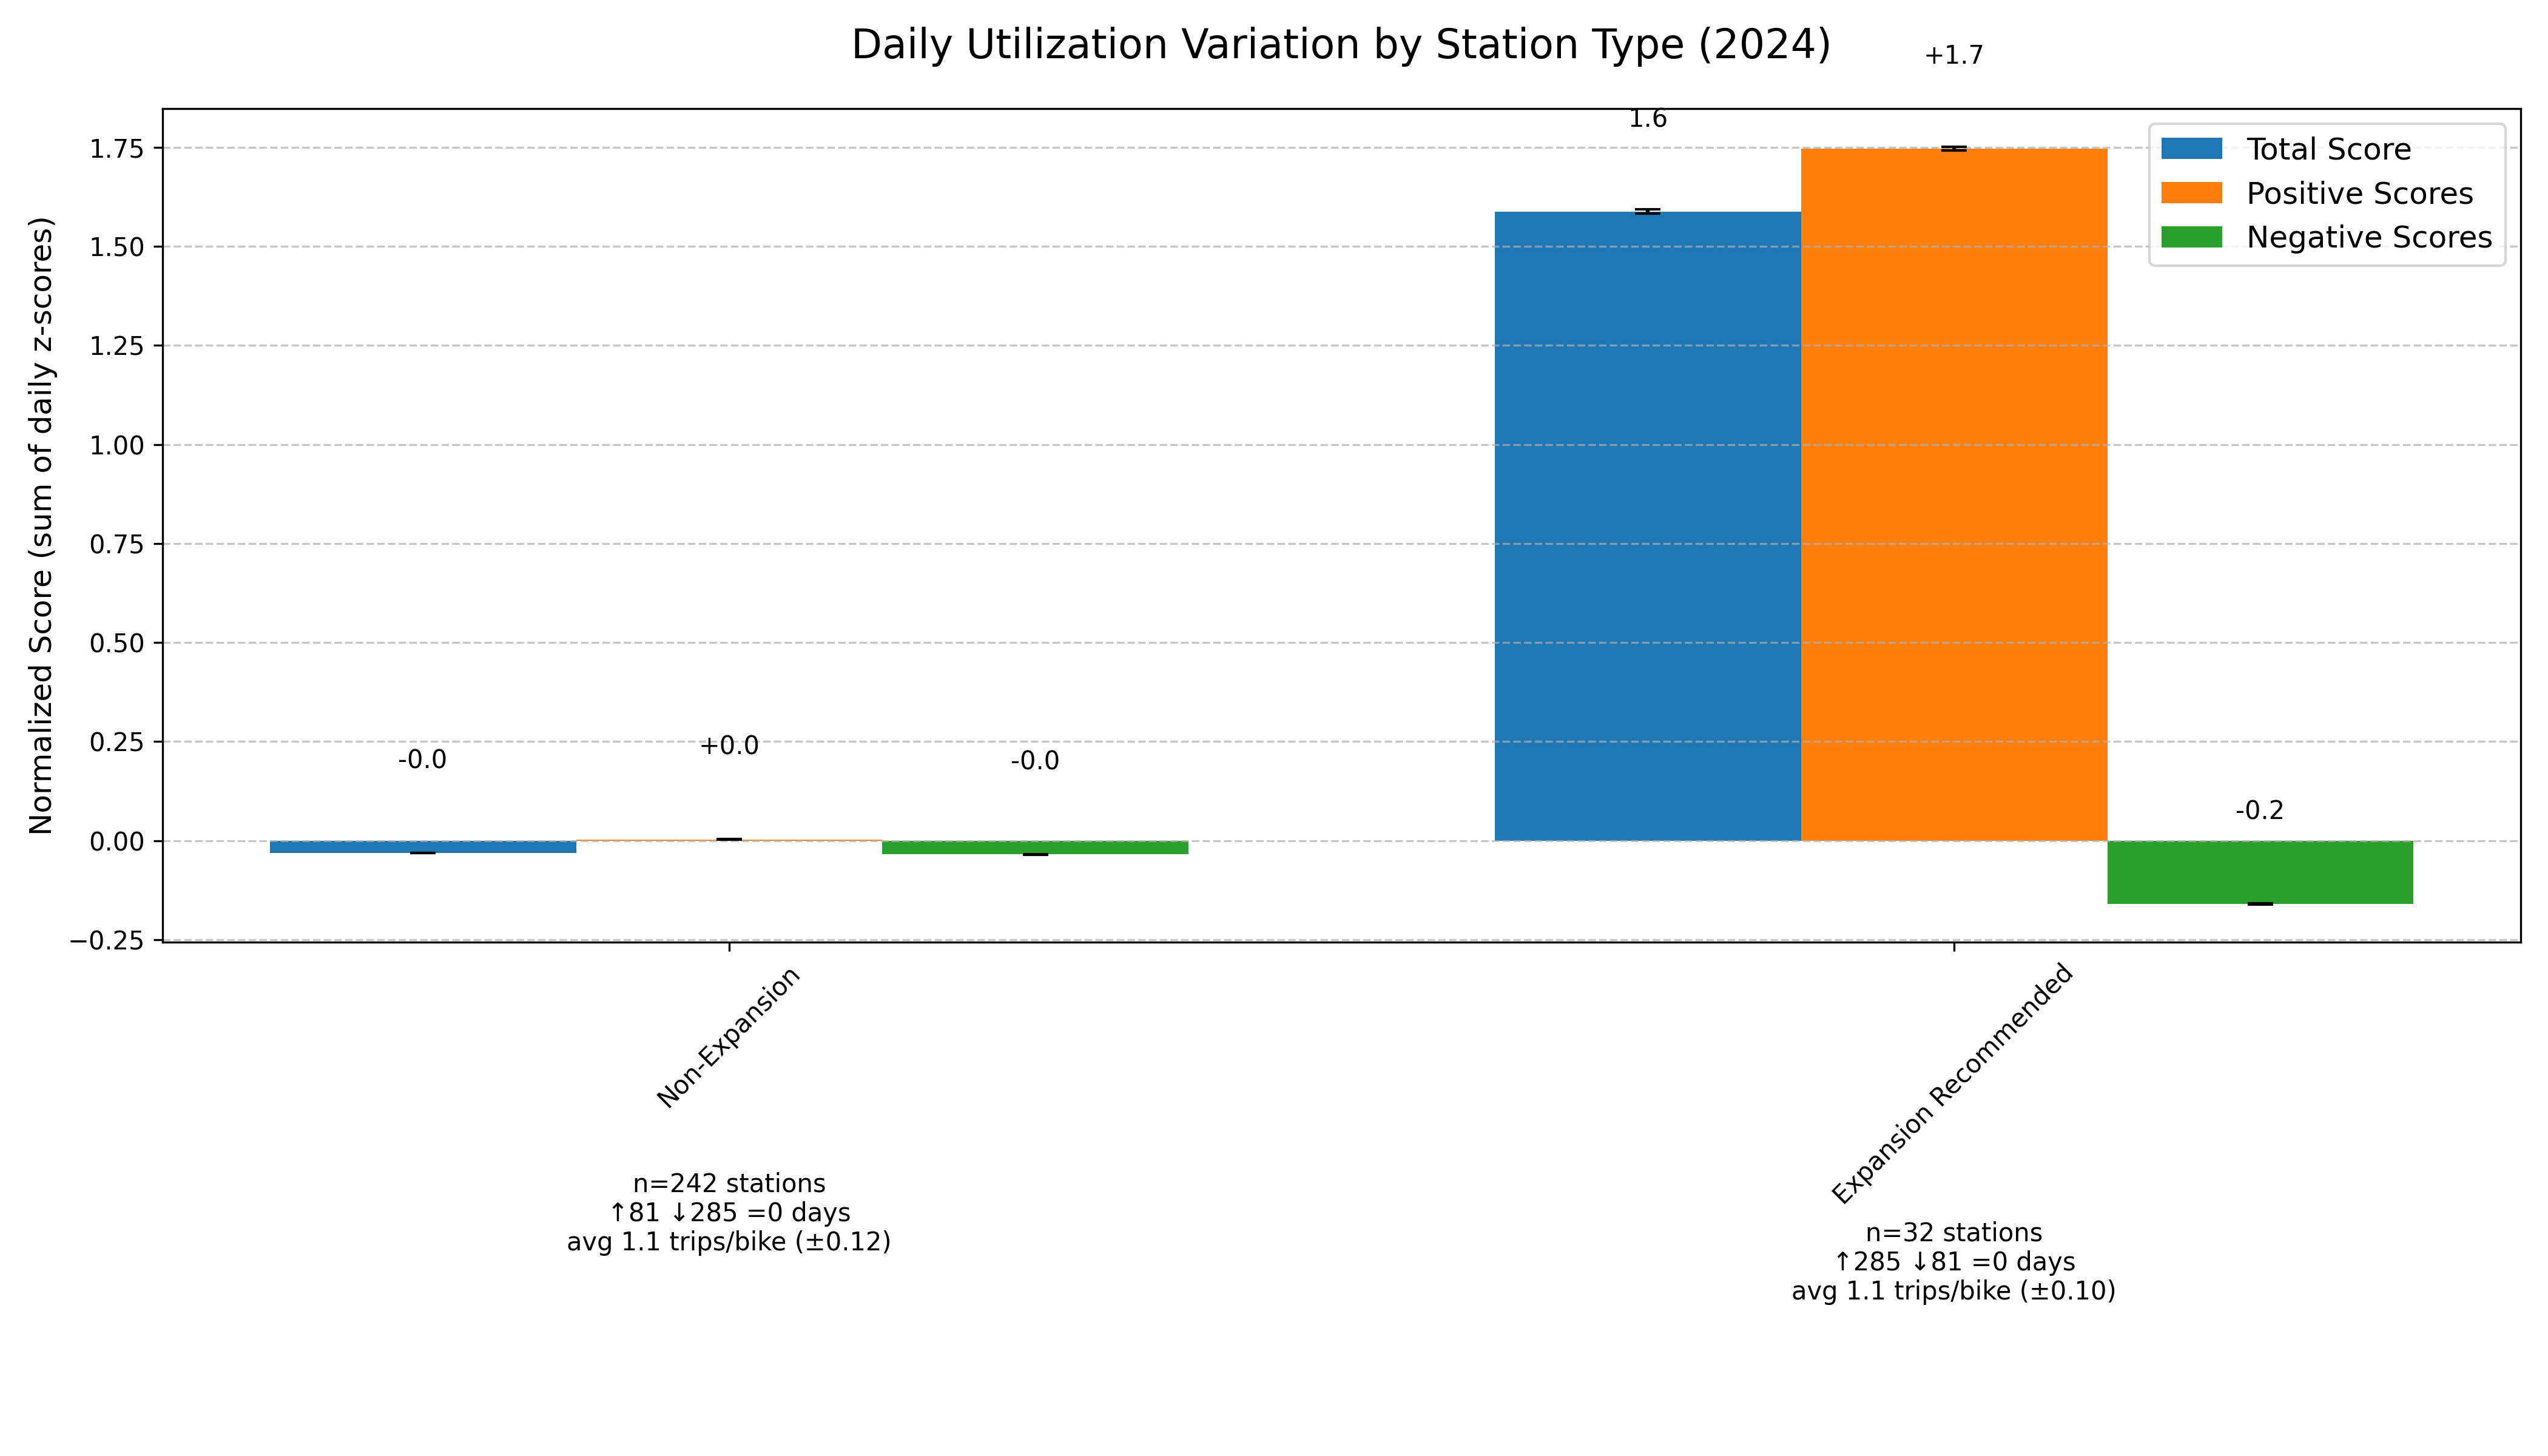 Daily Utilization Variation by Station Type (2024)
+1.7
1.6
Total Score
Positive Scores
Negative Scores
Normalized Score (sum of daily z-scores)
1.75
1.50
1.25
1.00
0.75
0.50
0.25
0.00
−0.25
-0.0
+0.0
-0.0
-0.2
Non-Expansion
Expansion Recommended
n=242 stations
↑81 ↓285 =0 days
avg 1.1 trips/bike (±0.12)
n=32 stations
↑285 ↓81 =0 days
avg 1.1 trips/bike (±0.10)